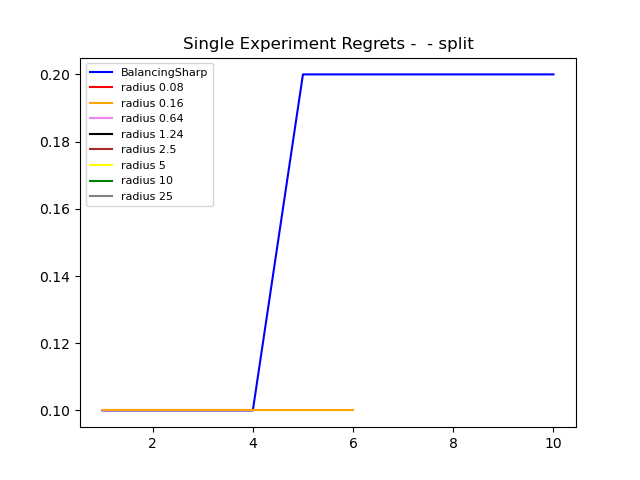 Single Experiment Regrets -  - split
BalancingSharp
radius 0.08
radius 0.16
radius 0.64
radius 1.24
radius 2.5
radius 5
radius 10
radius 25
0.20
0.18
0.16
0.14
0.12
0.10
2 4 6 8 10